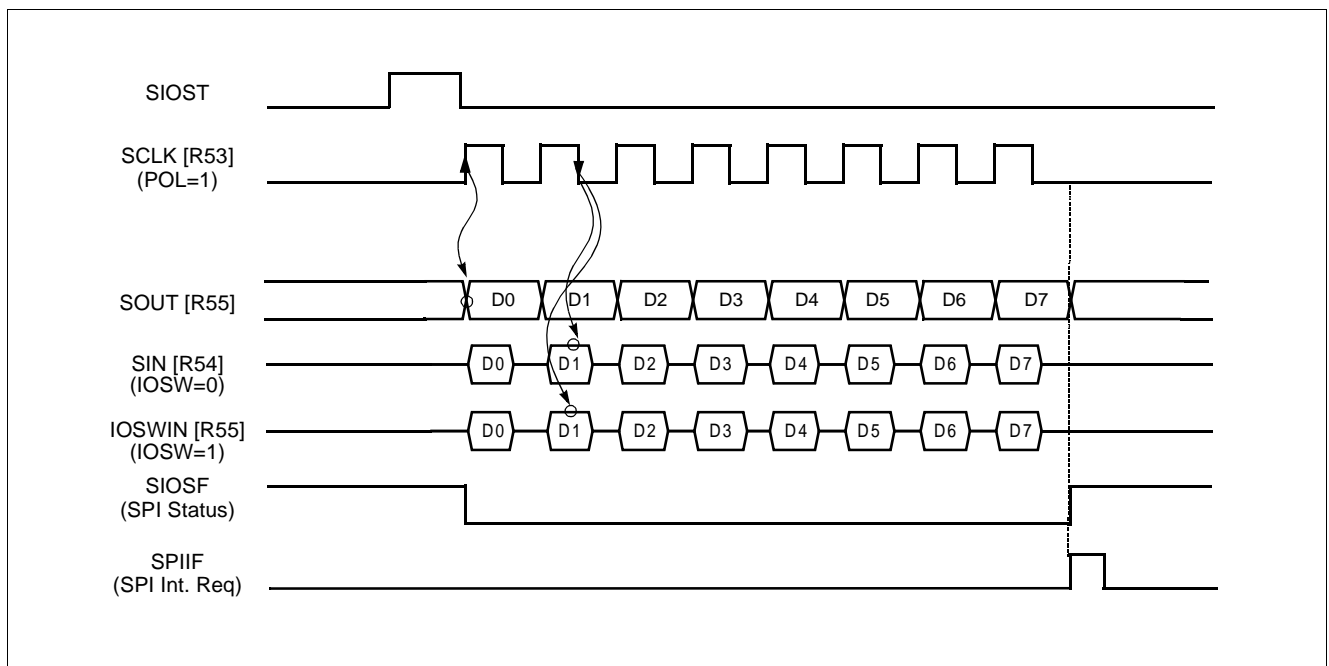 SIOST
SCLK [R53]
(POL=1)
SOUT [R55]
D0 D1 D2 D3 D4 D5 D6 D7
SIN [R54]
(IOSW=0)
D0 D1 D2 D3 D4 D5 D6 D7
IOSWIN [R55]
(IOSW=1)
D0 D1 D2 D3 D4 D5 D6 D7
SIOSF
(SPI Status)
SPIIF
(SPI Int. Req)